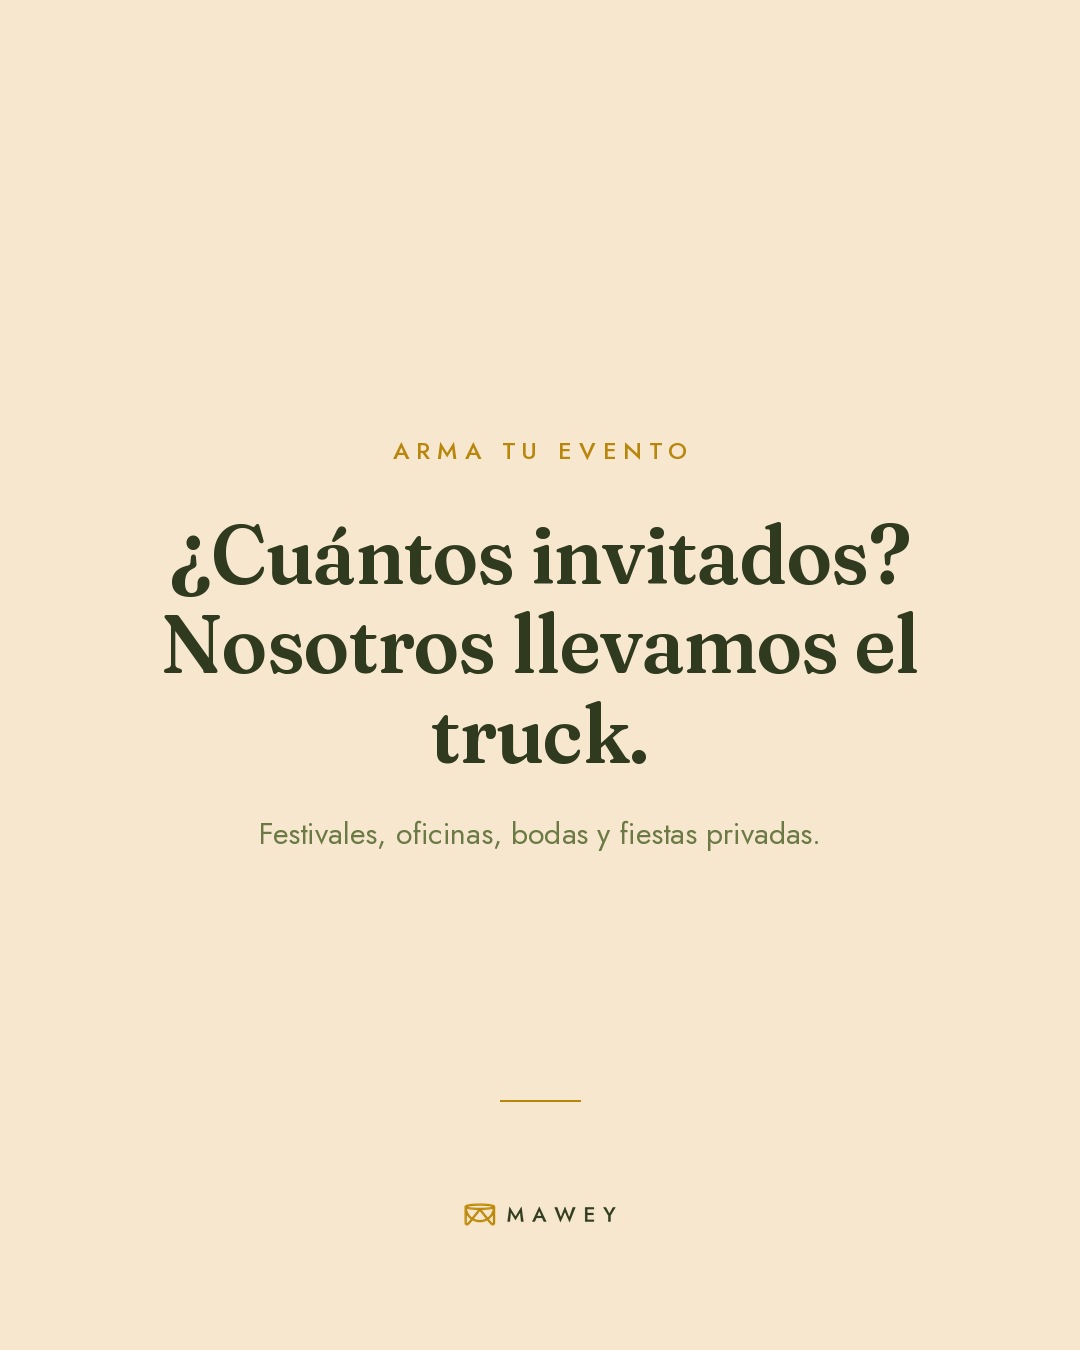 ARMA TU EVENTO
¿Cuántos invitados?
Nosotros llevamos el
truck.
Festivales, oficinas, bodas y fiestas privadas.
MAWEY